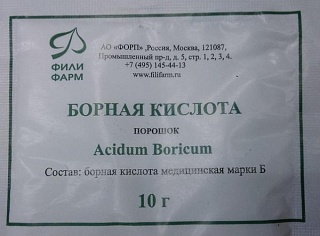 ФИЛИ
ФАРМ
АО «ФОРП» ,Россия, Москва, 121087,
Промышленный пр-д, д. 5, стр. 1, 2, 3, 4.
+7 (495) 145-44-13
www.filifarm.ru
БОРНАЯ КИСЛОТА
ПОРОШОК
Acidum Boricum
Состав: борная кислота медицинская марки Б
10 г